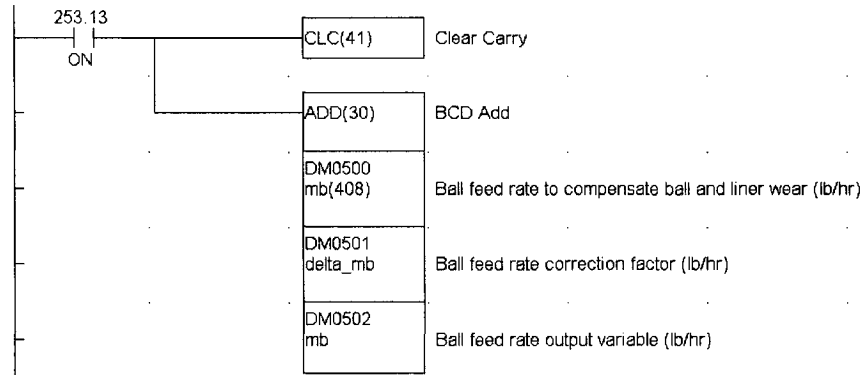 253.13
ON
CLC(41) Clear Carry
ADD(30) BCD Add
DM0500
mb(408) Ball feed rate to compensate ball and liner wear (lb/hr)
DM0501
delta_mb Ball feed rate correction factor (lb/hr)
DM0502
mb Ball feed rate output variable (lb/hr)